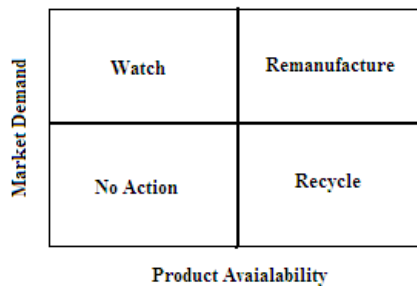 Market Demand
Watch
Remanufacture
No Action
Recycle
Product Avaialability